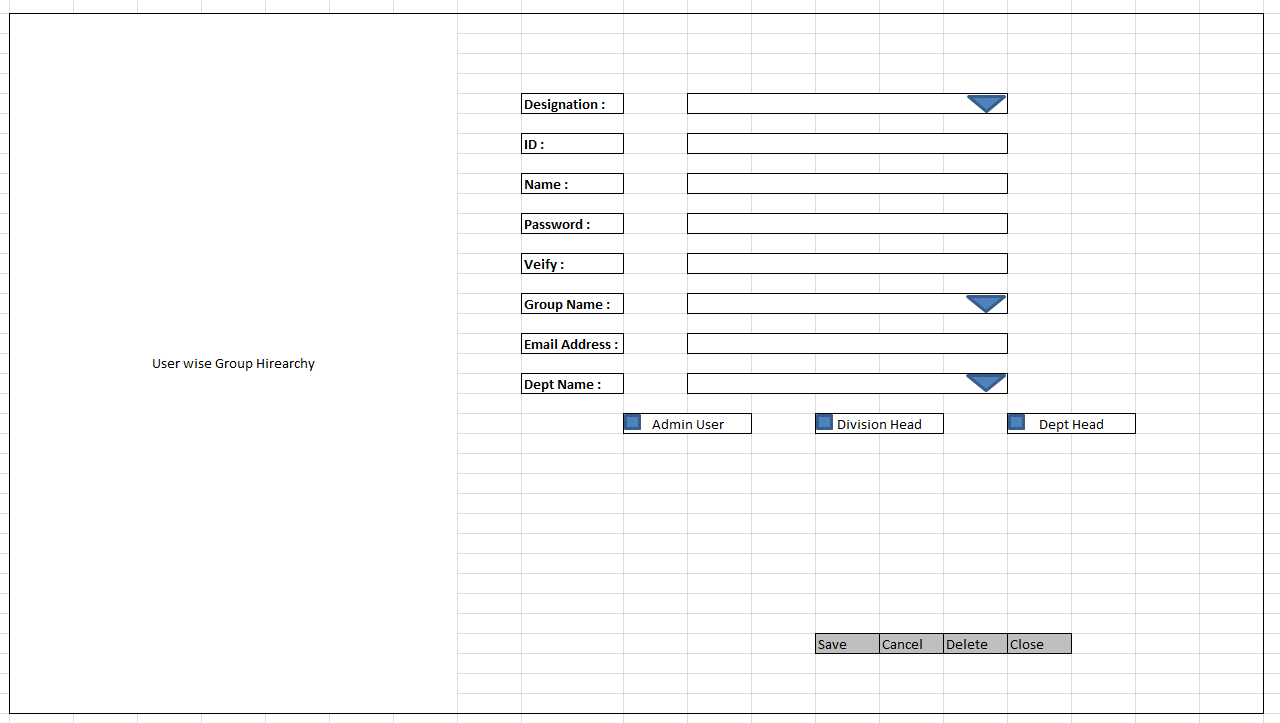 Designation :
ID :
Name :
Password :
Veify :
Group Name :
User wise Group Hirearchy
Email Address :
Dept Name :
Admin User Division Head Dept Head
Save Cancel Delete Close